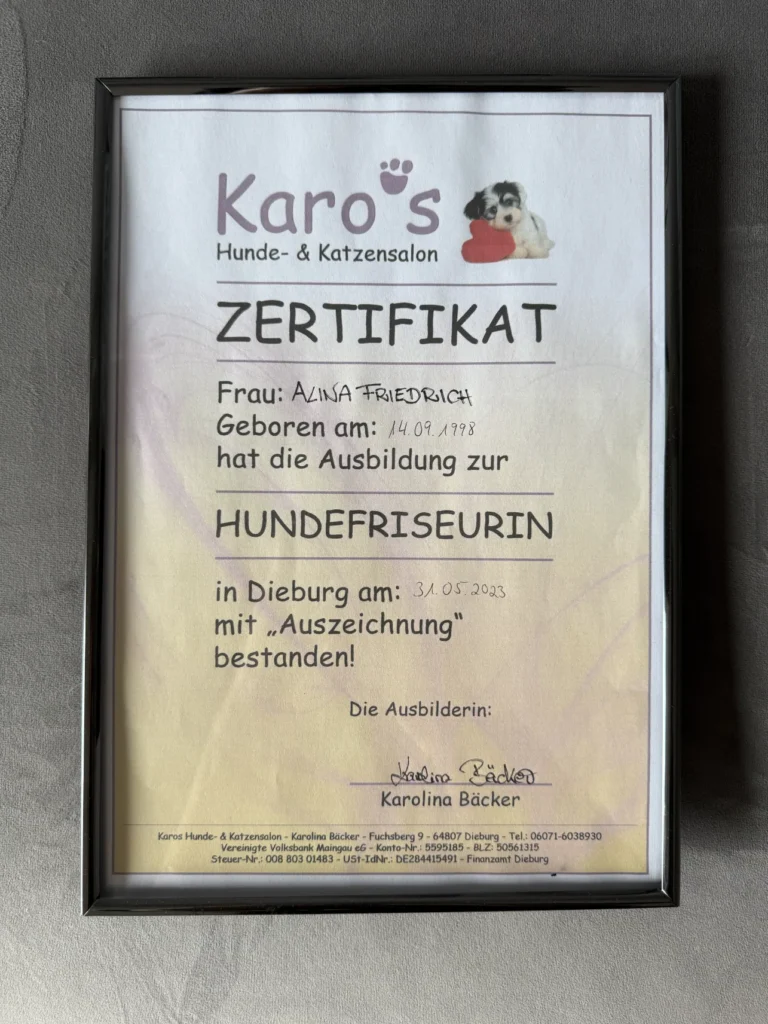 Karo's
Hunde- & Katzensalon
ZERTIFIKAT
Frau: ALINA FRIEDRICH
Geboren am: 14.09.1998
hat die Ausbildung zur
HUNDEFRISEURIN
in Dieburg am: 31.05.2023
mit „Auszeichnung“
bestanden!
Die Ausbilderin:
Karolina Bäcker
Karolina Bäcker
Karos Hunde- & Katzensalon - Karolina Bäcker - Fuchsberg 9 - 64807 Dieburg - Tel.: 06071-6038930
Vereinigte Volksbank Maingau eG - Konto-Nr.: 5595185 - BLZ: 50561315
Steuer-Nr.: 008 803 01483 - USt-IdNr.: DE284415491 - Finanzamt Dieburg